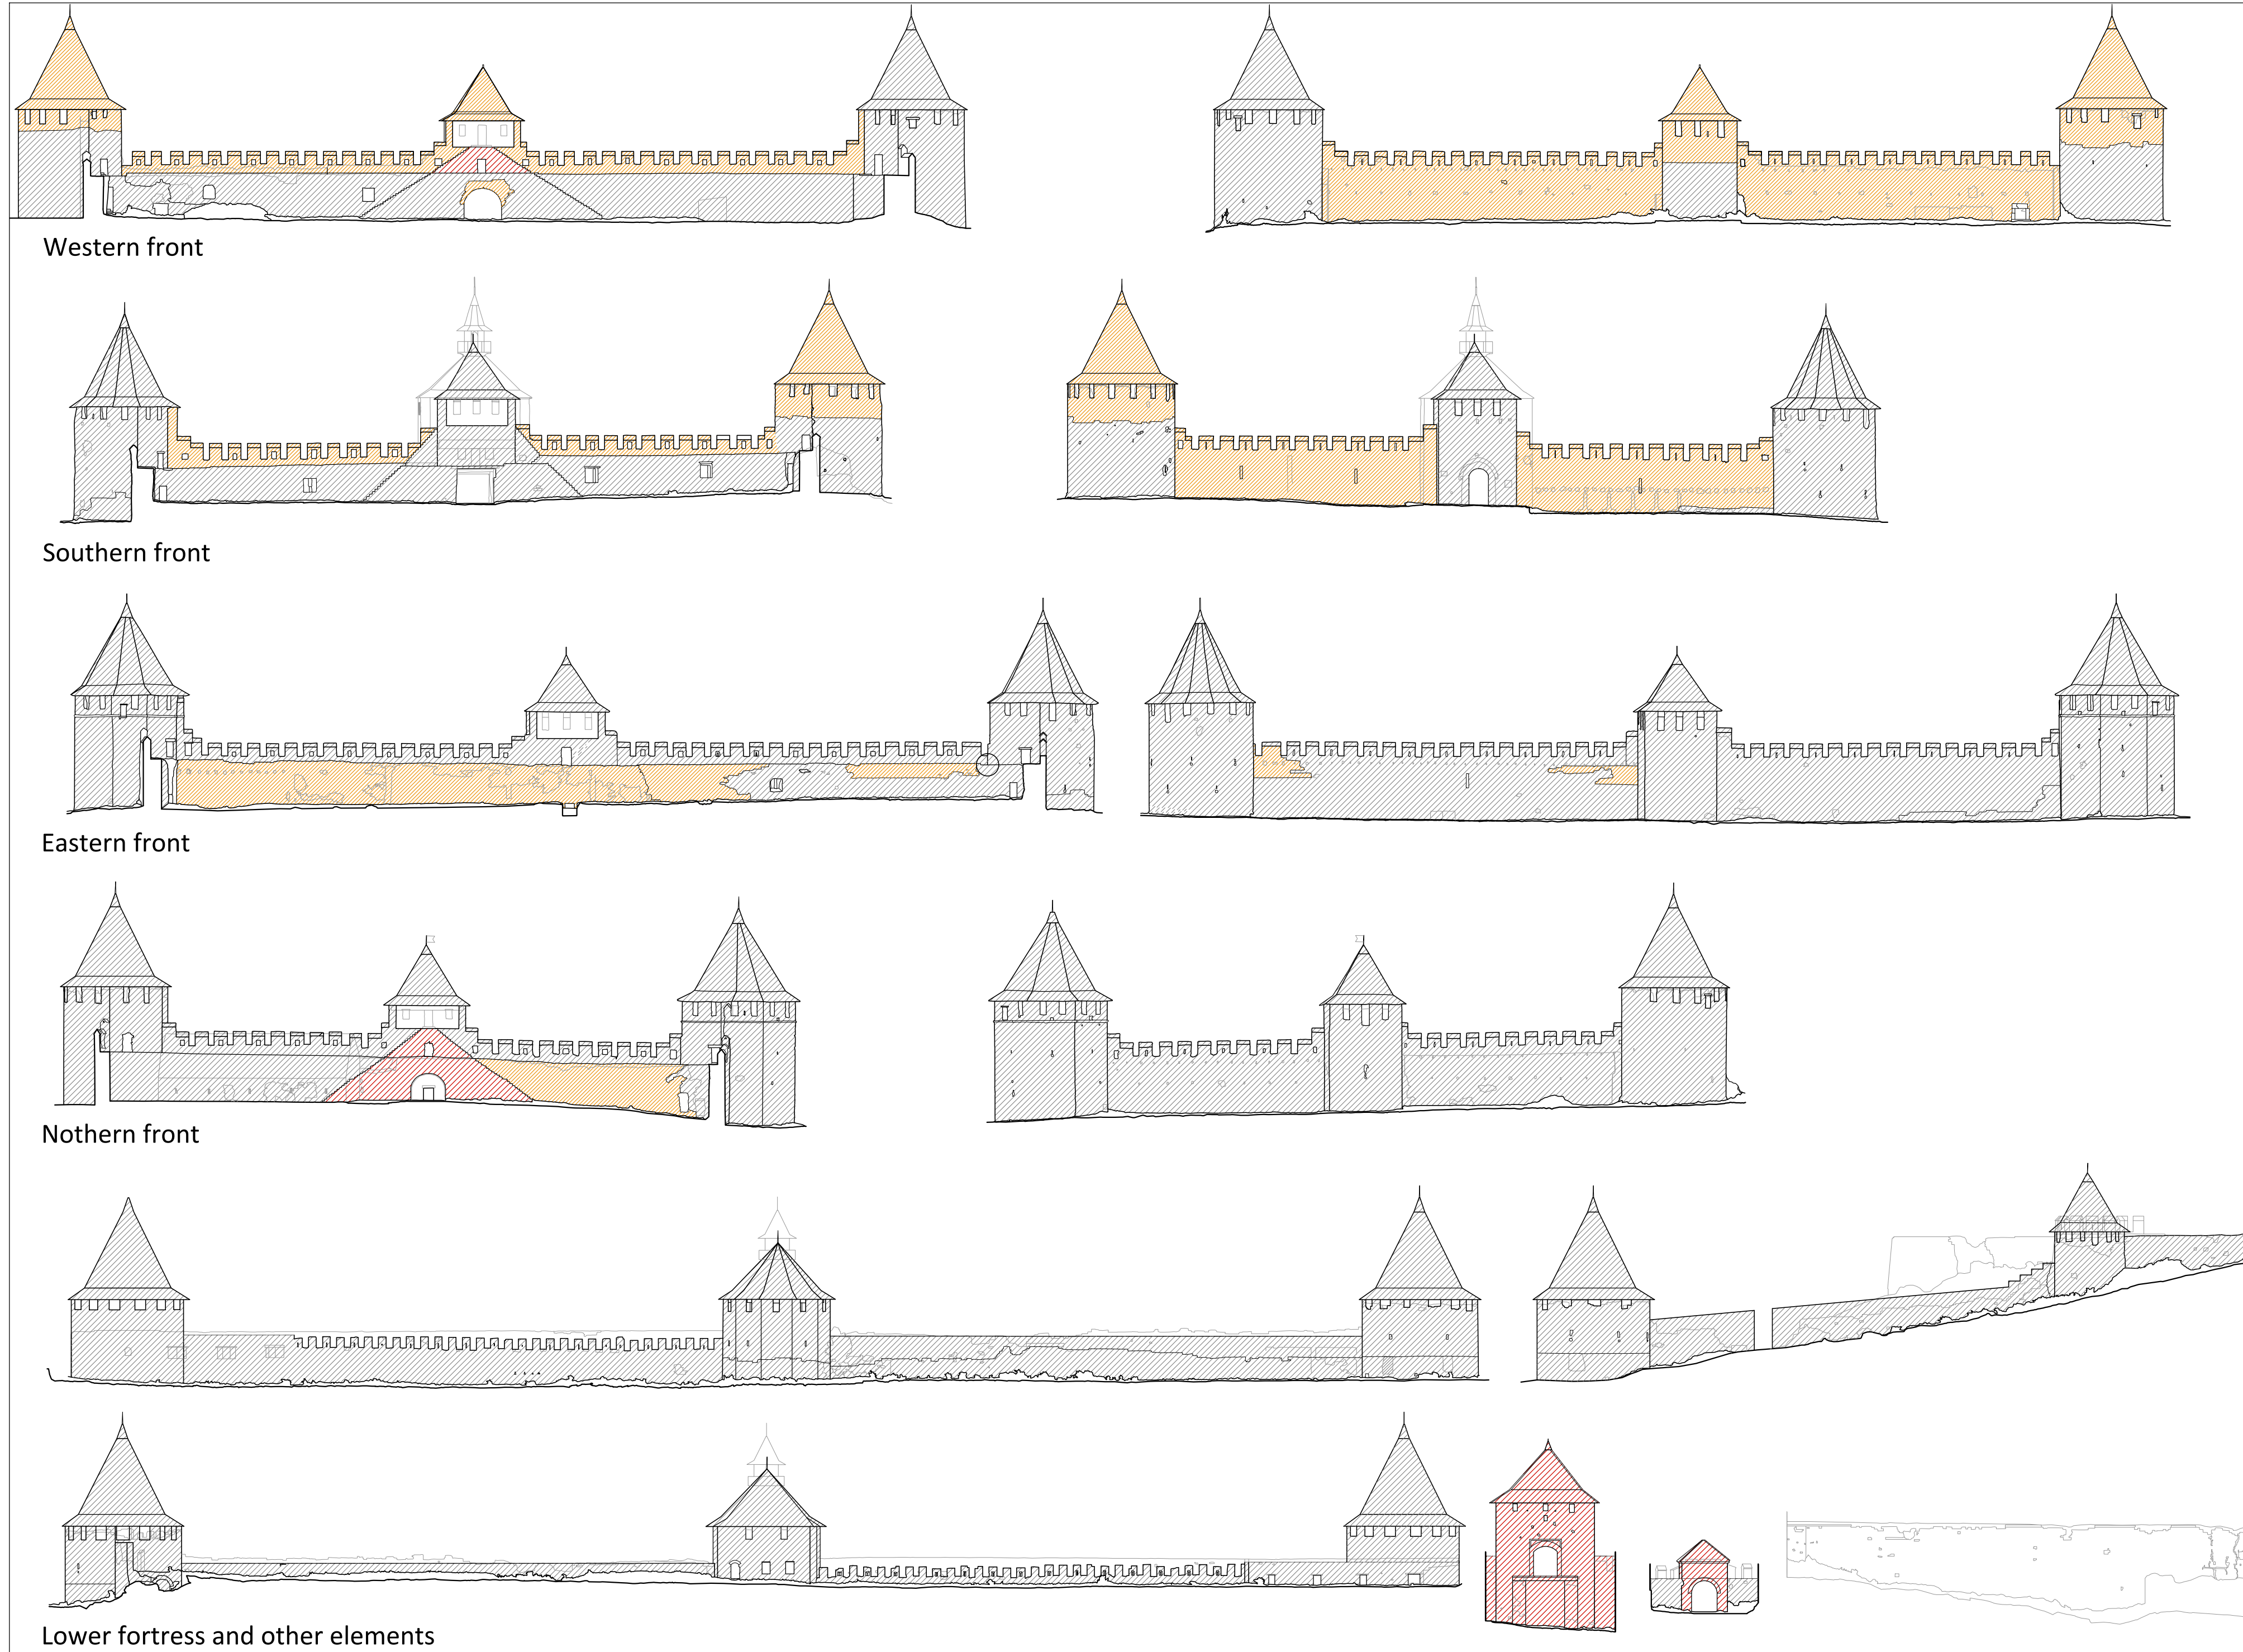 Western front
Southern front
Eastern front
Nothern front
Lower fortress and other elements